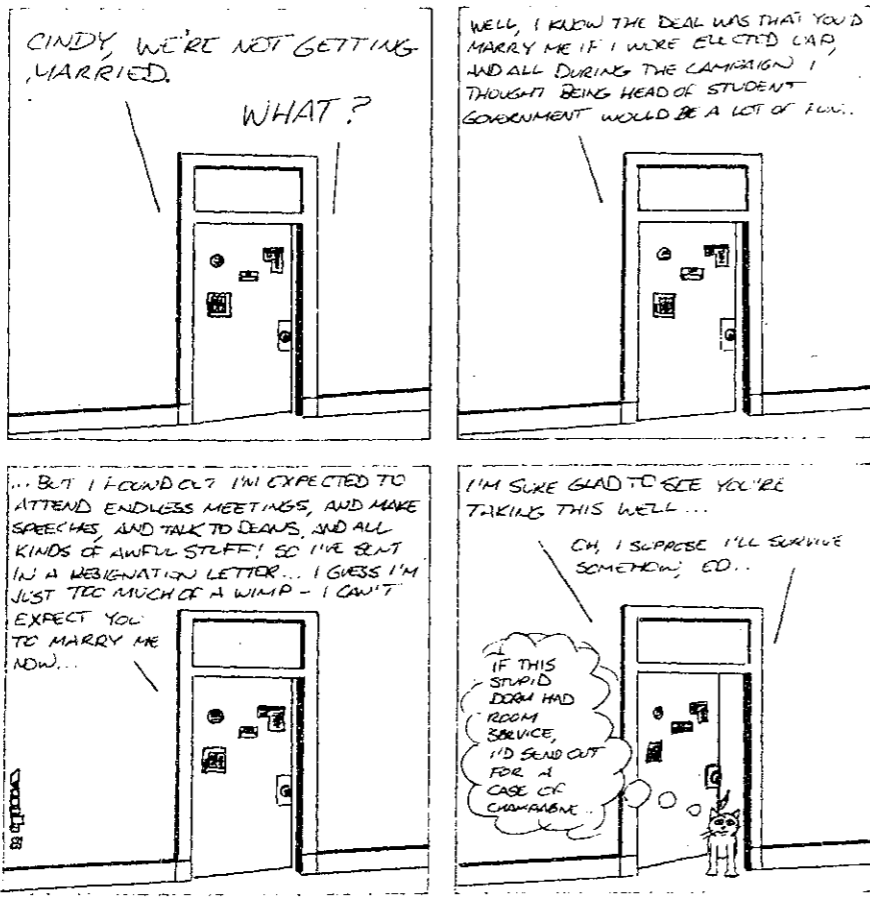 CINDY, WE'RE NOT GETTING
MARRIED.
WHAT?
WELL, I KNOW THE DEAL WAS THAT YOU'D
MARRY ME IF I WERE ELECTED UAP,
AND ALL DURING THE CAMPAIGN I
THOUGHT BEING HEAD OF STUDENT
GOVERNMENT WOULD BE A LOT OF FUN..
... BUT I FOUND OUT I'M EXPECTED TO
ATTEND ENDLESS MEETINGS, AND MAKE
SPEECHES, AND TALK TO DEANS, AND ALL
KINDS OF AWFUL STUFF! SO I'VE SENT
IN A RESIGNATION LETTER... I GUESS I'M
JUST TOO MUCH OF A WIMP - I CAN'T
EXPECT YOU
TO MARRY ME
NOW...
I'M SURE GLAD TO SEE YOU'RE
TAKING THIS WELL...
OH, I SUPPOSE I'LL SURVIVE
SOMEHOW, ED..
IF THIS
STUPID
DORM HAD
ROOM
SERVICE,
I'D SEND OUT
FOR A
CASE OF
CHAMPAGNE..